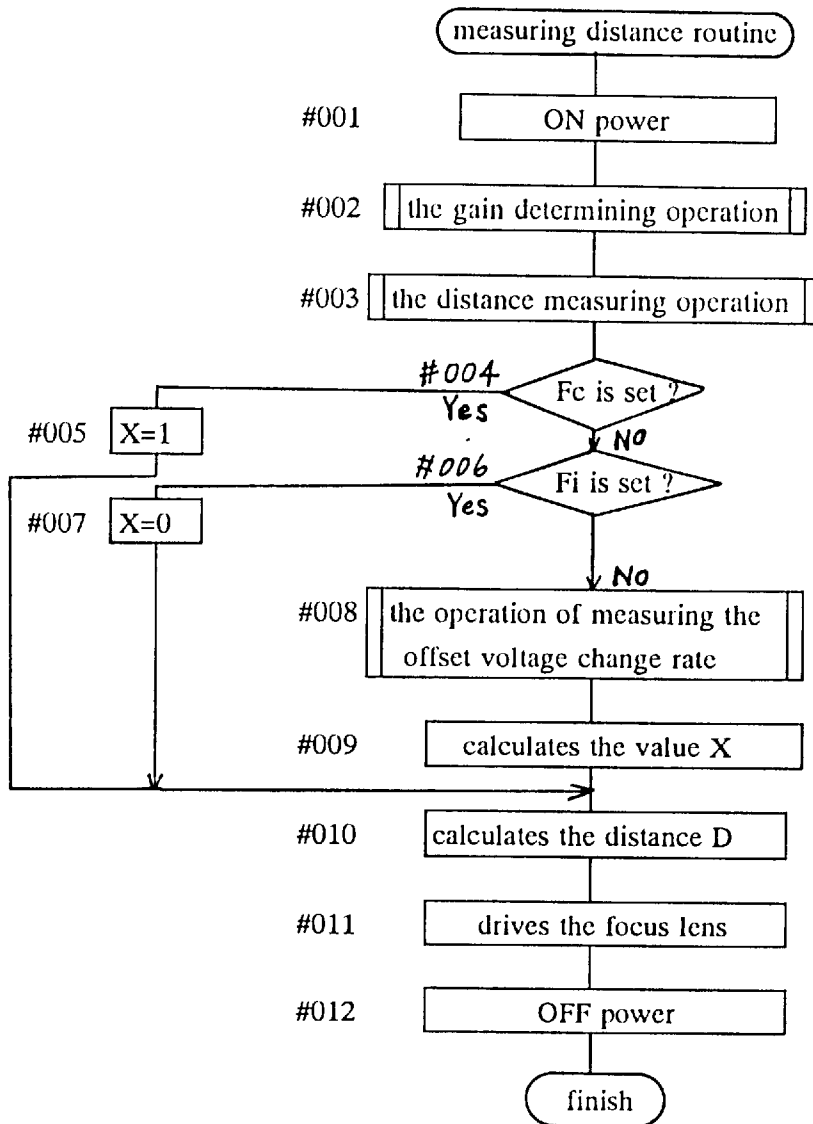 measuring distance routine
#001 ON power
#002 the gain determining operation
#003 the distance measuring operation
#004 Fc is set ?
Yes
NO
#005 X=1
#006 Fi is set ?
Yes
#007 X=0
NO
#008 the operation of measuring the
offset voltage change rate
#009 calculates the value X
#010 calculates the distance D
#011 drives the focus lens
#012 OFF power
finish